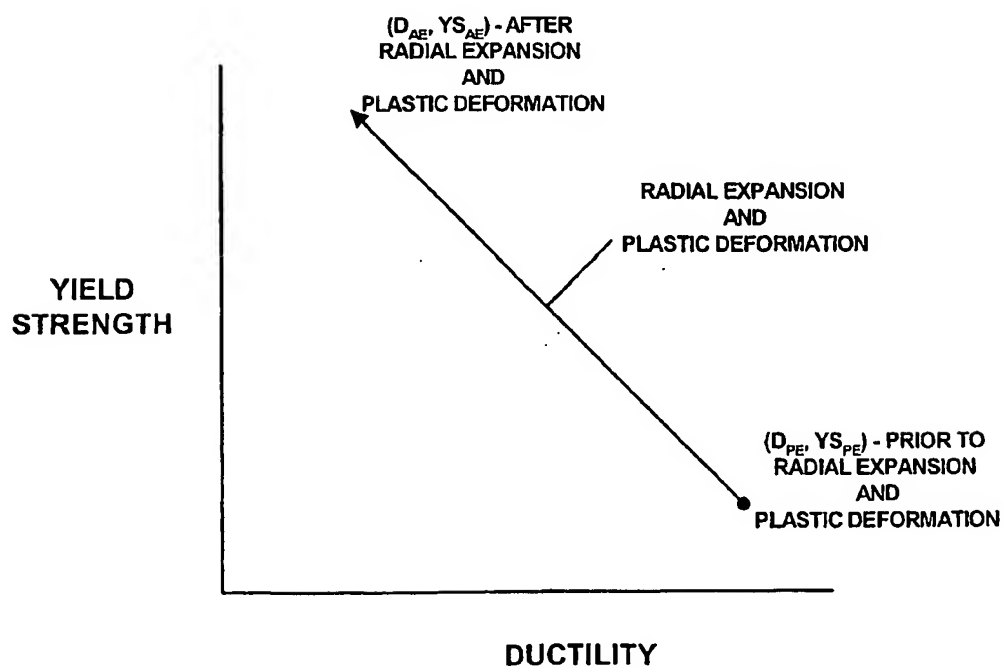 (D_AE, YS_AE) - AFTER
RADIAL EXPANSION
AND
PLASTIC DEFORMATION
RADIAL EXPANSION
AND
PLASTIC DEFORMATION
YIELD
STRENGTH
(D_PE, YS_PE) - PRIOR TO
RADIAL EXPANSION
AND
PLASTIC DEFORMATION
DUCTILITY